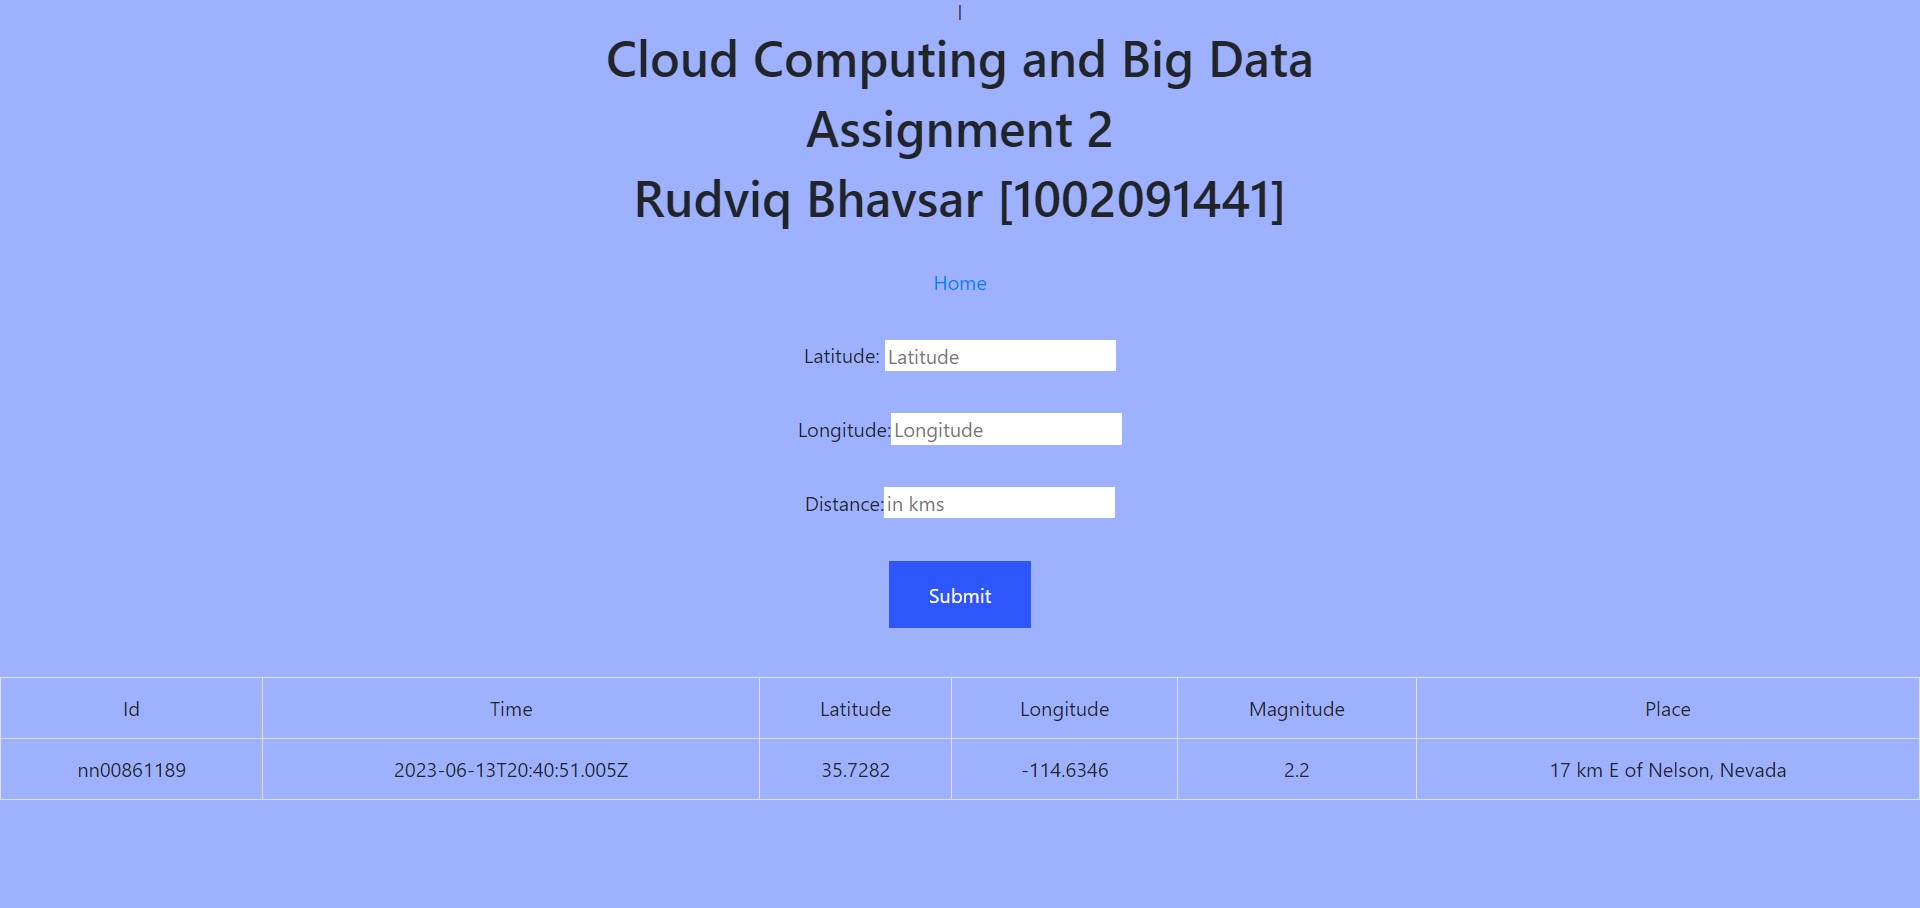 |
Cloud Computing and Big Data
Assignment 2
Rudviq Bhavsar [1002091441]
Home
Latitude: Latitude
Longitude: Longitude
Distance: in kms
Submit
Id Time Latitude Longitude Magnitude Place
nn00861189 2023-06-13T20:40:51.005Z 35.7282 -114.6346 2.2 17 km E of Nelson, Nevada